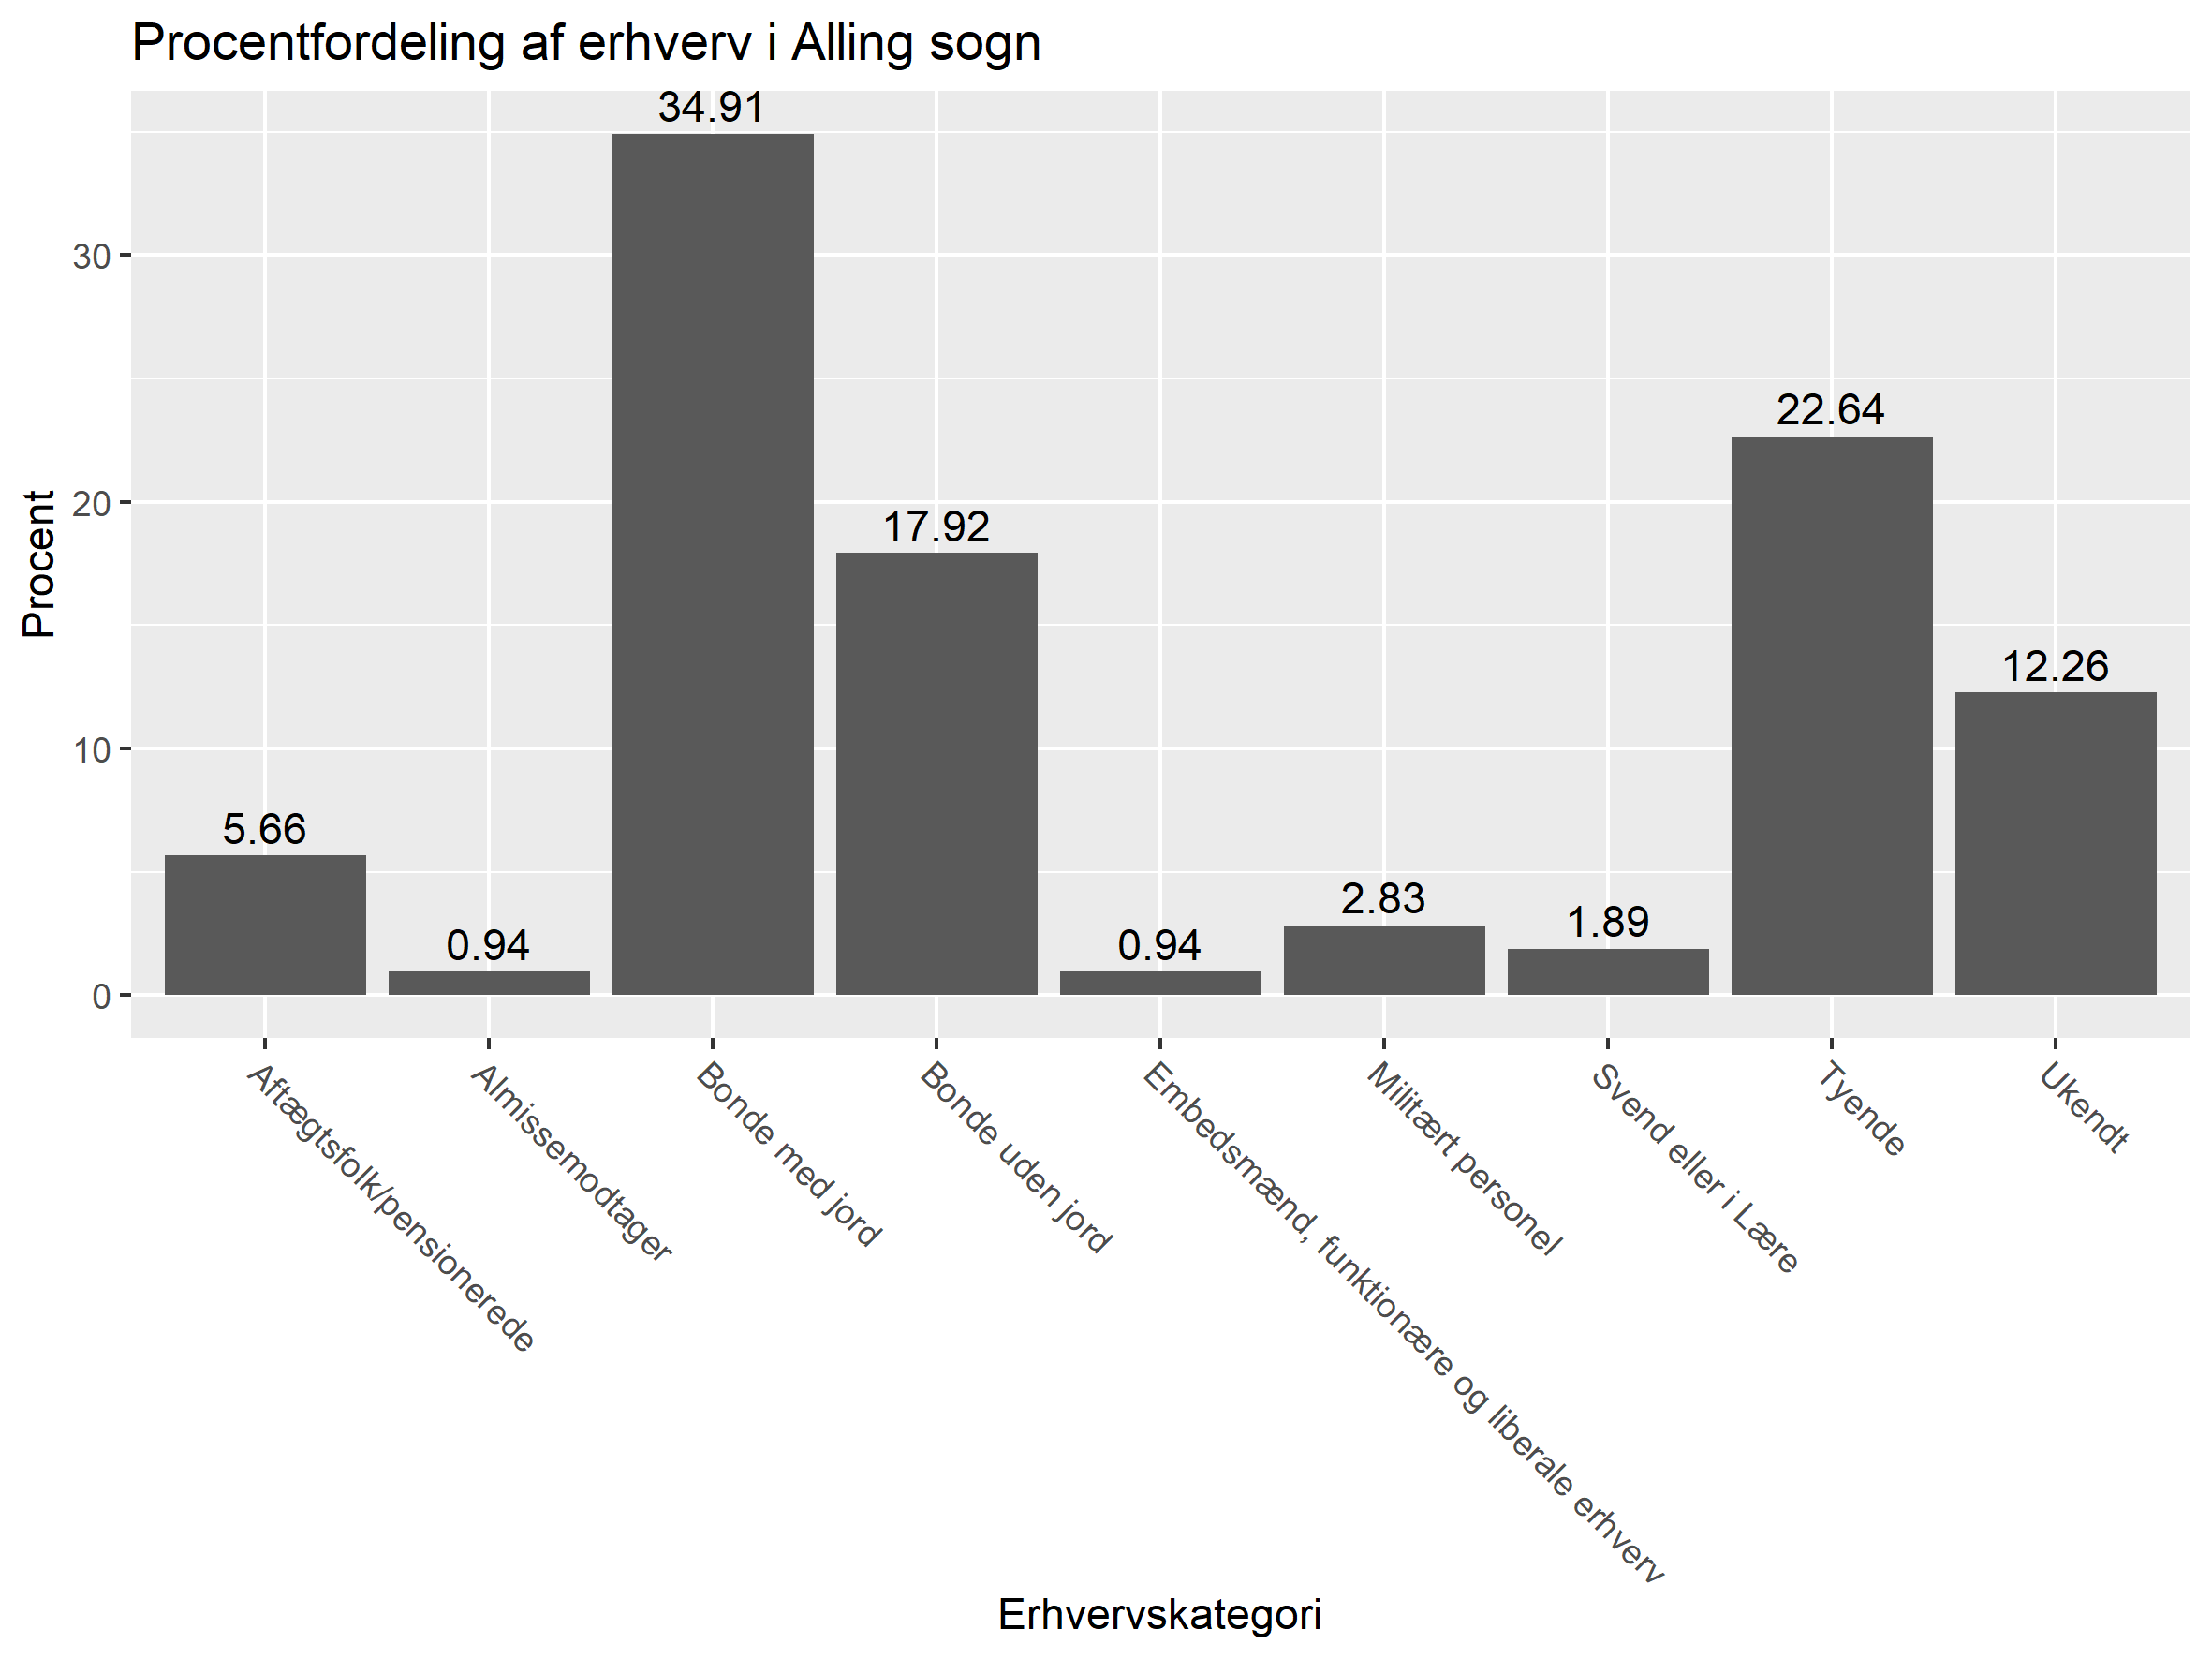 Procentfordeling af erhverv i Alling sogn
34.91
30
22.64
20
17.92
12.26
10
5.66
2.83
1.89
0.94
0.94
0
Procent
Aftægtsfolk/pensionerede
Almissemodtager
Bonde med jord
Bonde uden jord
Embedsmænd, funktionære og liberale erhverv
Militært personel
Svend eller i Lære
Tyende
Ukendt
Erhvervskategori